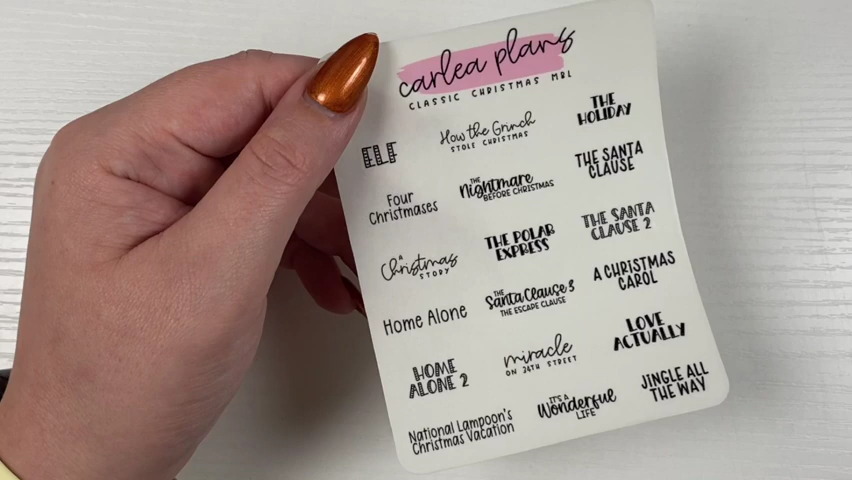 carlea plans
CLASSIC CHRISTMAS MBL
ELF
How the Grinch
STOLE CHRISTMAS
THE
HOLIDAY
Four
Christmases
THE
Nightmare
BEFORE CHRISTMAS
THE SANTA
CLAUSE
A
Christmas
STORY
THE POLAR
EXPRESS
THE SANTA
CLAUSE 2
Home Alone
THE
Santa Clause 3
THE ESCAPE CLAUSE
A CHRISTMAS
CAROL
HOME
ALONE 2
miracle
ON 34TH STREET
LOVE
ACTUALLY
National Lampoon's
Christmas Vacation
IT'S A
Wonderful
LIFE
JINGLE ALL
THE WAY